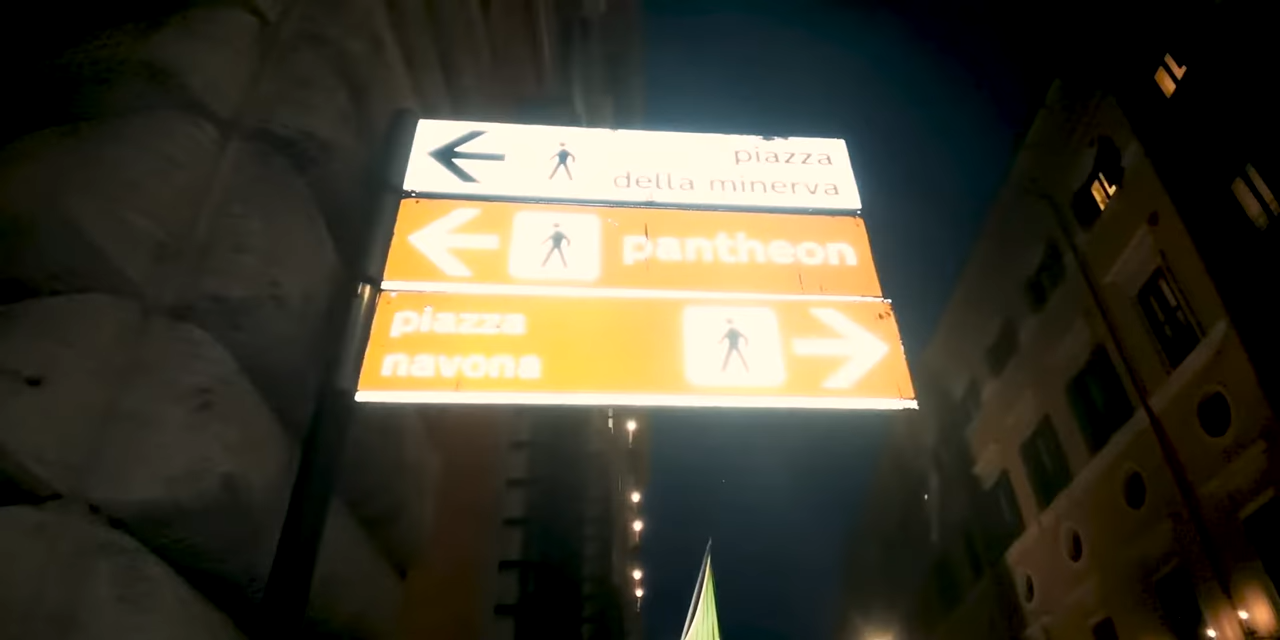 piazza
della minerva
pantheon
piazza
navona